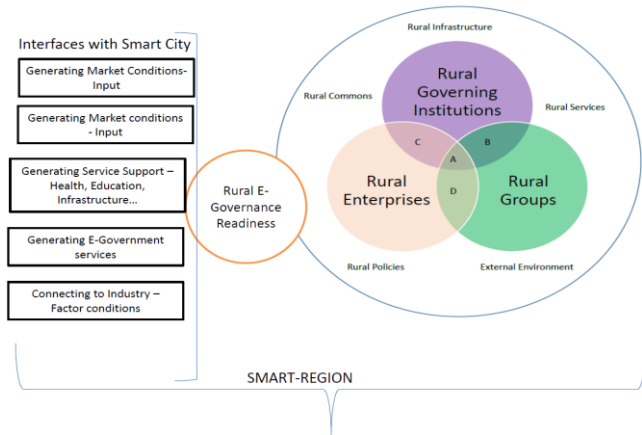 Interfaces with Smart City
Generating Market Conditions-
Input
Generating Market conditions
- Input
Generating Service Support –
Health, Education,
Infrastructure...
Generating E-Government
services
Connecting to Industry –
Factor conditions
Rural E-
Governance
Readiness
Rural Infrastructure
Rural Commons
Rural Governing
Institutions
Rural Services
C
B
A
Rural
Enterprises
D
Rural
Groups
Rural Policies
External Environment
SMART-REGION